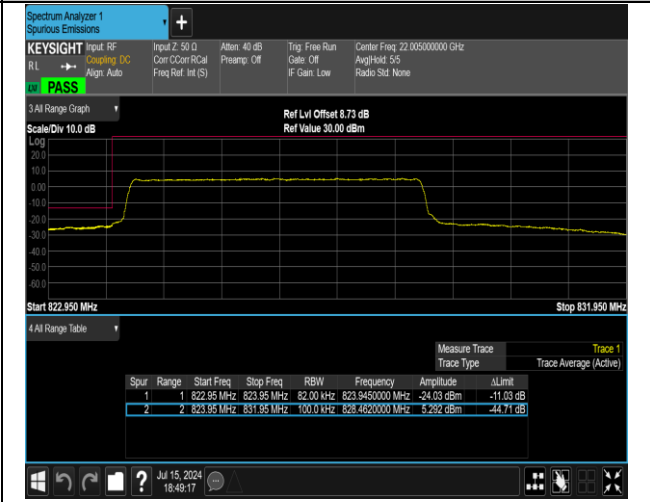 Spectrum Analyzer 1
Spurious Emissions
+
KEYSIGHT Input: RF Input Z: 50 Ω Atten: 40 dB Trig: Free Run Center Freq: 22.005000000 GHz
RL Coupling: DC Corr CCorr RCal Preamp: Off Gate: Off Avg|Hold: 5/5
Align: Auto Freq Ref: Int (S) IF Gain: Low Radio Std: None
PASS
3 All Range Graph
Ref Lvl Offset 8.73 dB
Scale/Div 10.0 dB Ref Value 30.00 dBm
Log
20.0
10.0
0.00
-10.0
-20.0
-30.0
-40.0
-50.0
-60.0
Start 822.950 MHz Stop 831.950 MHz
4 All Range Table
Measure Trace Trace 1
Trace Type Trace Average (Active)
Spur Range Start Freq Stop Freq RBW Frequency Amplitude ΔLimit
1 1 822.95 MHz 823.95 MHz 82.00 kHz 823.9450000 MHz -24.03 dBm -11.03 dB
2 2 823.95 MHz 831.95 MHz 100.0 kHz 828.4620000 MHz 5.292 dBm -44.71 dB
? Jul 15, 2024
18:49:17